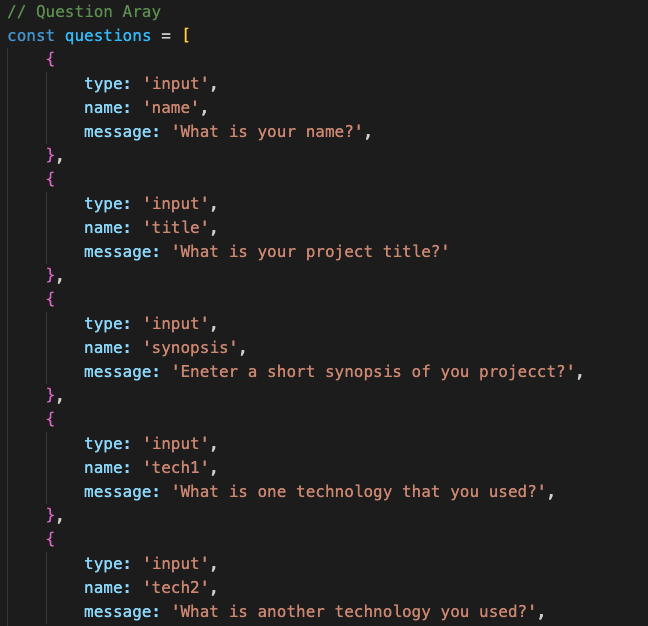 // Question Aray
const questions = [
    {
        type: 'input',
        name: 'name',
        message: 'What is your name?',
    },
    {
        type: 'input',
        name: 'title',
        message: 'What is your project title?'
    },
    {
        type: 'input',
        name: 'synopsis',
        message: 'Eneter a short synopsis of you projecct?',
    },
    {
        type: 'input',
        name: 'tech1',
        message: 'What is one technology that you used?',
    },
    {
        type: 'input',
        name: 'tech2',
        message: 'What is another technology you used?',